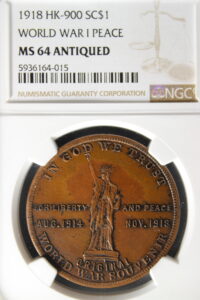 1918 HK-900 SC$1
WORLD WAR I PEACE
MS 64 ANTIQUED
5936164-015
NUMISMATIC GUARANTY CORPORATION
NGC
IN GOD WE TRUST
LIBERTY AND PEACE
AUG. 1914 NOV. 1918
ORIGINAL
WORLD WAR SOUVENIR